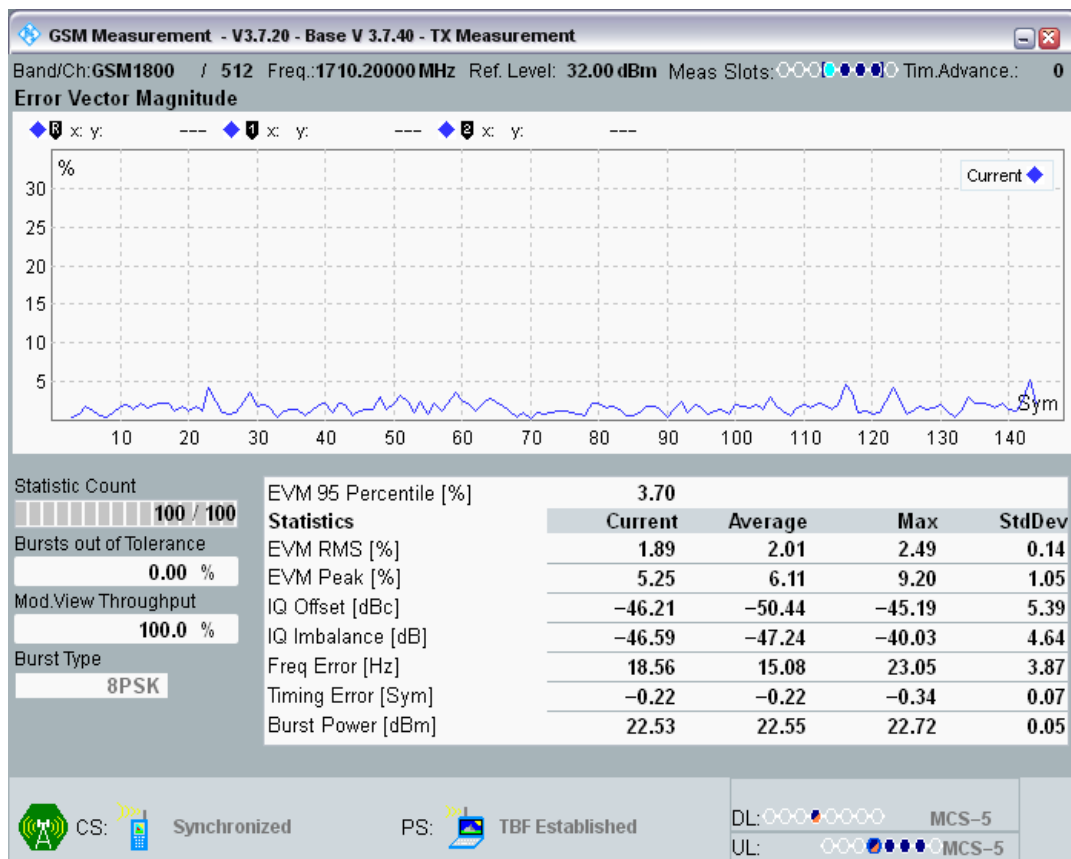 GSM Measurement - V3.7.20 - Base V 3.7.40 - TX Measurement
Band/Ch:GSM1800 / 512 Freq.:1710.20000 MHz Ref. Level: 32.00 dBm Meas Slots: Tim.Advance.: 0
Error Vector Magnitude
R x: y: --- 1 x: y: --- 2 x: y: ---
%
Current
30
25
20
15
10
5
Sym
10 20 30 40 50 60 70 80 90 100 110 120 130 140
Statistic Count
100 / 100
Bursts out of Tolerance
0.00 %
Mod.View Throughput
100.0 %
Burst Type
8PSK
EVM 95 Percentile [%] 3.70
Statistics Current Average Max StdDev
EVM RMS [%] 1.89 2.01 2.49 0.14
EVM Peak [%] 5.25 6.11 9.20 1.05
IQ Offset [dBc] −46.21 −50.44 −45.19 5.39
IQ Imbalance [dB] −46.59 −47.24 −40.03 4.64
Freq Error [Hz] 18.56 15.08 23.05 3.87
Timing Error [Sym] −0.22 −0.22 −0.34 0.07
Burst Power [dBm] 22.53 22.55 22.72 0.05
CS: Synchronized PS: TBF Established
DL: MCS−5
UL: MCS−5